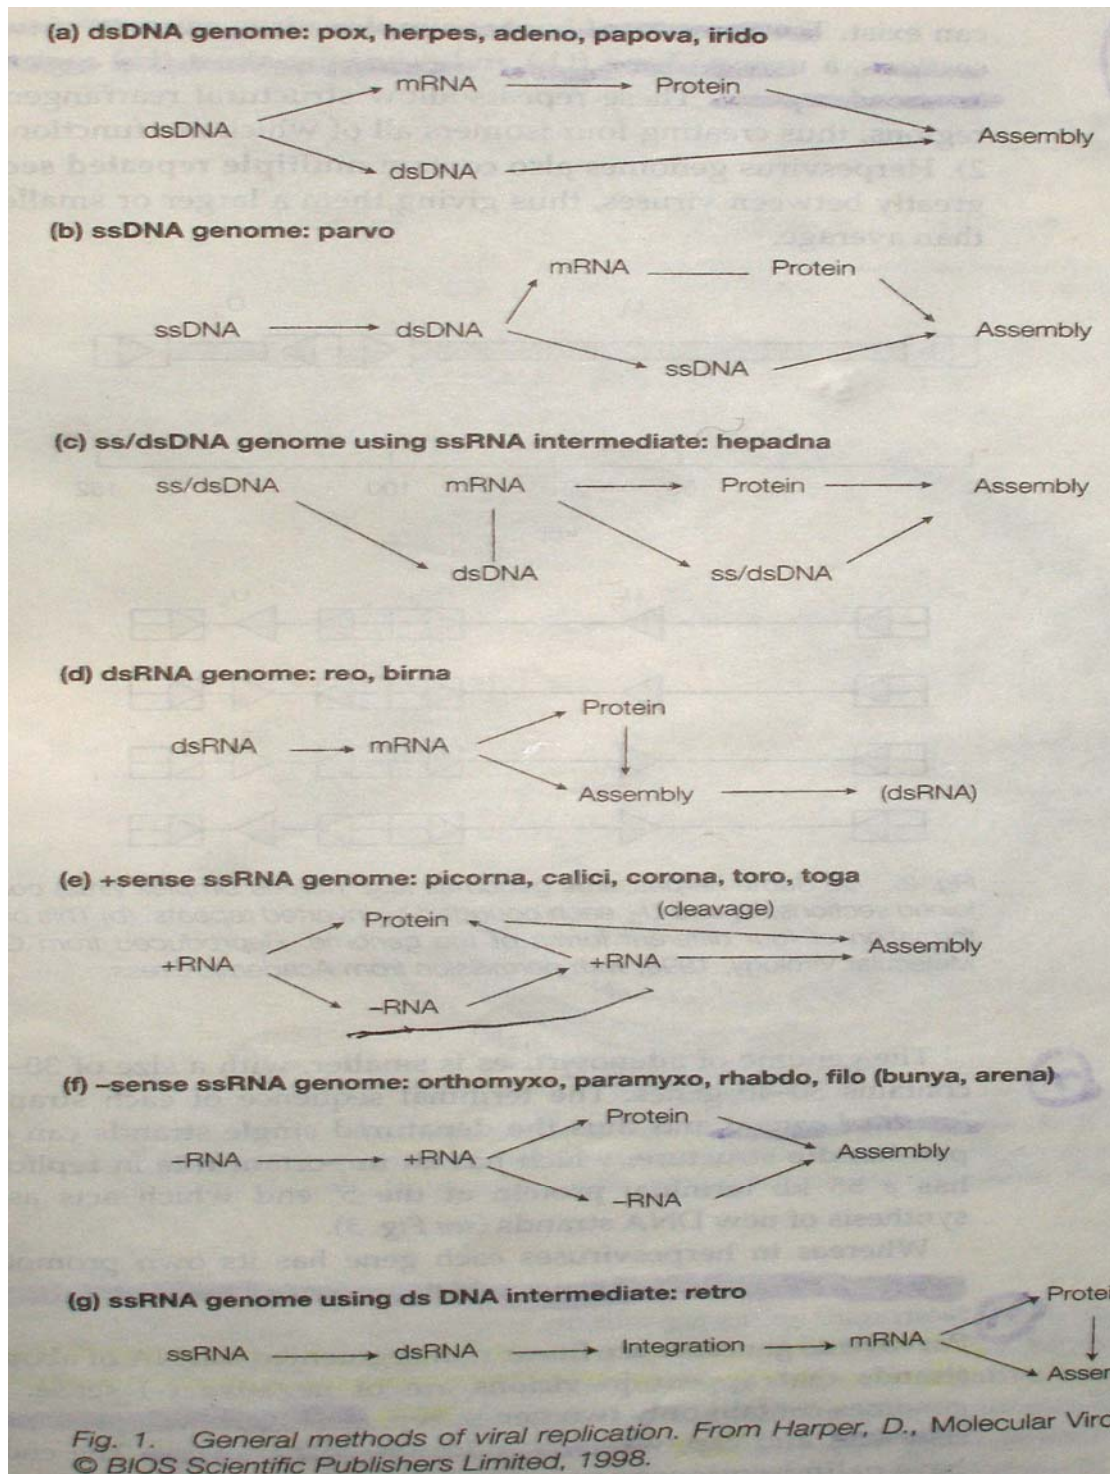 (a) dsDNA genome: pox, herpes, adeno, papova, irido
mRNA Protein
dsDNA Assembly
dsDNA
(b) ssDNA genome: parvo
mRNA Protein
ssDNA dsDNA Assembly
ssDNA
(c) ss/dsDNA genome using ssRNA intermediate: hepadna
ss/dsDNA mRNA Protein Assembly
dsDNA ss/dsDNA
(d) dsRNA genome: reo, birna
Protein
dsRNA mRNA
Assembly (dsRNA)
(e) +sense ssRNA genome: picorna, calici, corona, toro, toga
Protein (cleavage)
+RNA +RNA Assembly
–RNA
(f) –sense ssRNA genome: orthomyxo, paramyxo, rhabdo, filo (bunya, arena)
Protein
–RNA +RNA Assembly
–RNA
(g) ssRNA genome using ds DNA intermediate: retro
Protei
ssRNA dsRNA Integration mRNA
Assem
Fig. 1. General methods of viral replication. From Harper, D., Molecular Viro
© BIOS Scientific Publishers Limited, 1998.